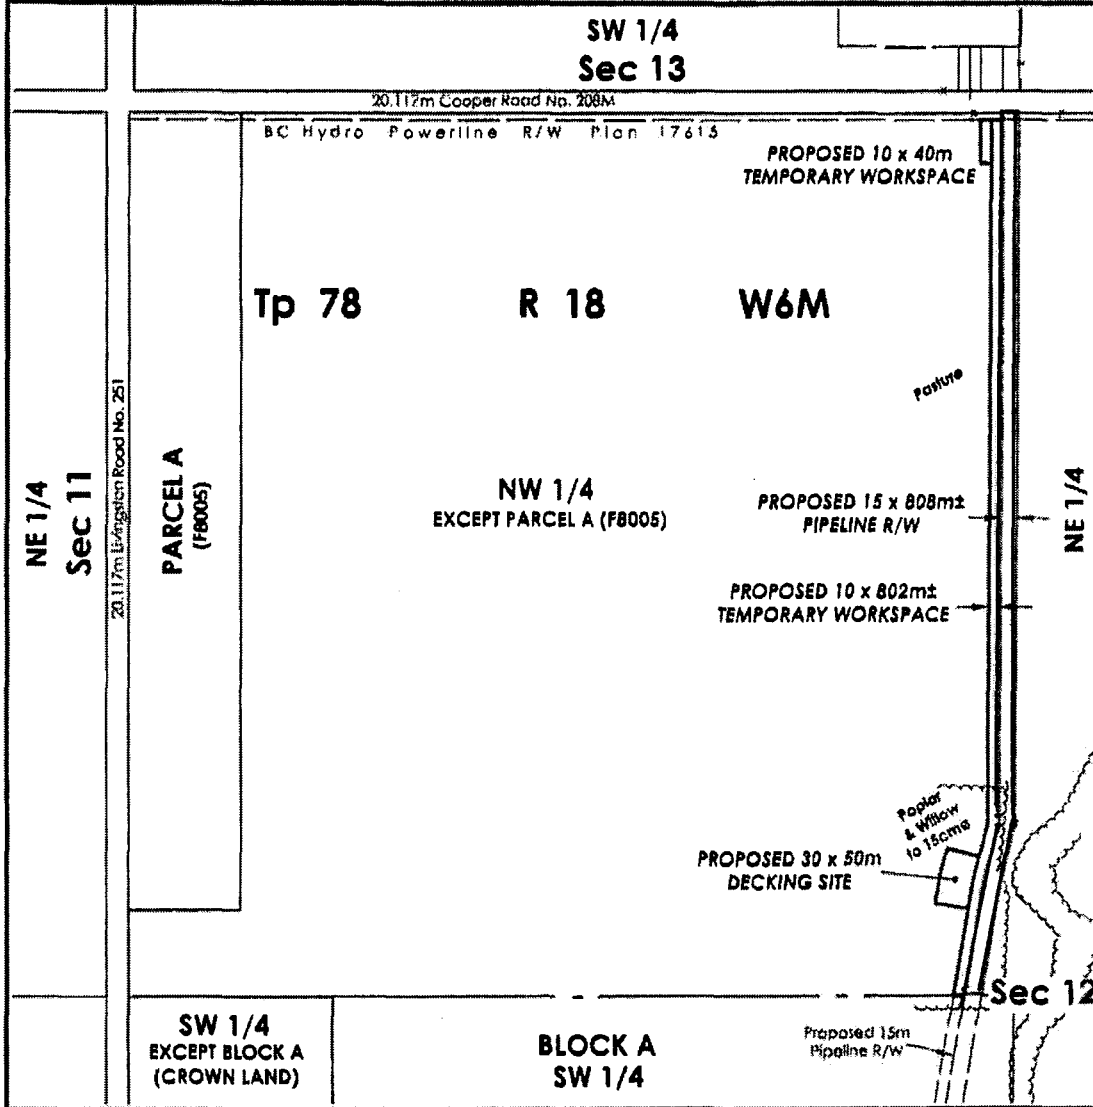 SW 1/4
Sec 13
20.117m Cooper Road No. 208M
BC Hydro Powerline R/W Plan 17615
PROPOSED 10 x 40m
TEMPORARY WORKSPACE
Tp 78 R 18 W6M
Pasture
NE 1/4
Sec 11
20.117m Livingston Road No. 251
PARCEL A
(F8005)
NW 1/4
EXCEPT PARCEL A (F8005)
PROPOSED 15 x 808m±
PIPELINE R/W
NE 1/4
PROPOSED 10 x 802m±
TEMPORARY WORKSPACE
Poplar
& Willow
to 15cmø
PROPOSED 30 x 50m
DECKING SITE
Sec 12
SW 1/4
EXCEPT BLOCK A
(CROWN LAND)
BLOCK A
SW 1/4
Proposed 15m
Pipeline R/W